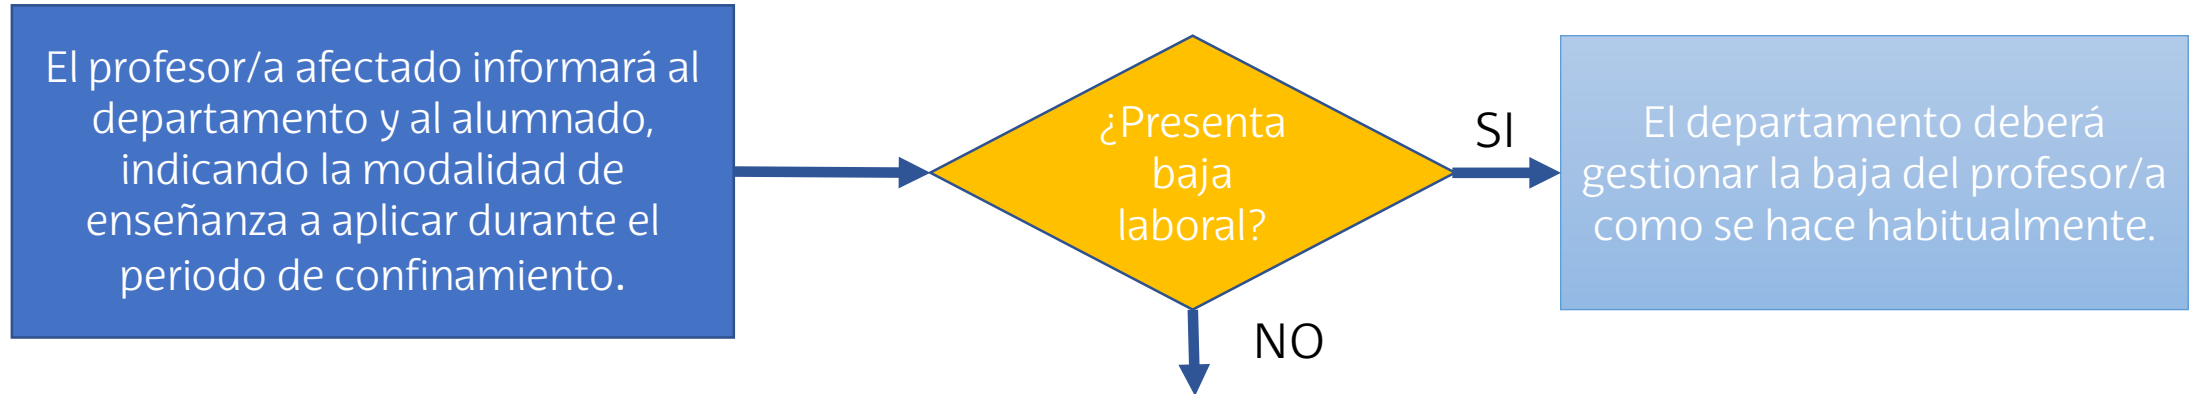 El profesor/a afectado informará al
departamento y al alumnado,
indicando la modalidad de
enseñanza a aplicar durante el
periodo de confinamiento.
¿Presenta
baja
laboral?
SI
El departamento deberá
gestionar la baja del profesor/a
como se hace habitualmente.
NO